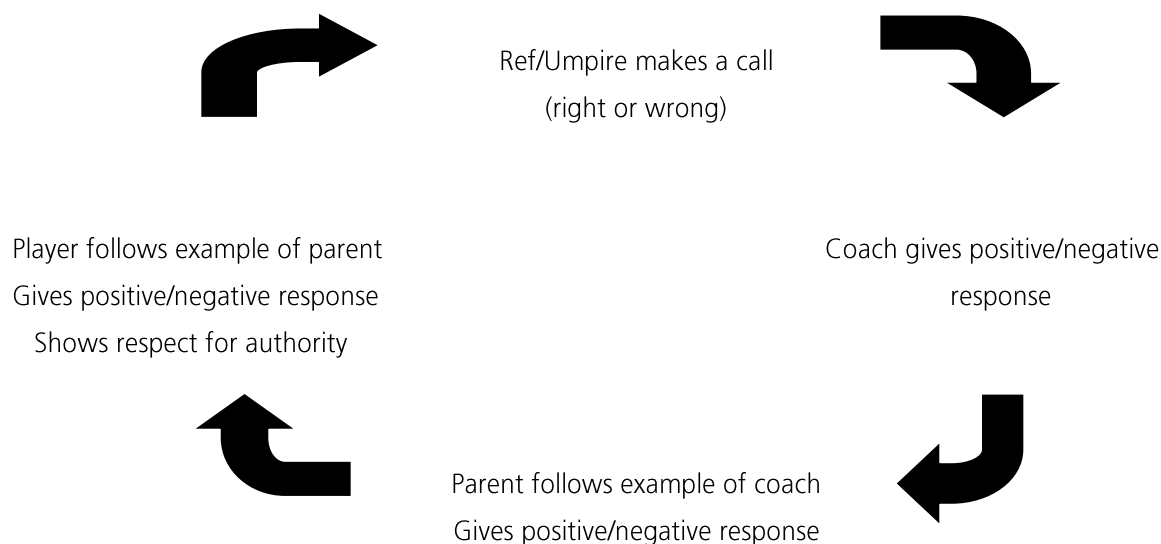 Ref/Umpire makes a call
(right or wrong)
Coach gives positive/negative
response
Parent follows example of coach
Gives positive/negative response
Player follows example of parent
Gives positive/negative response
Shows respect for authority